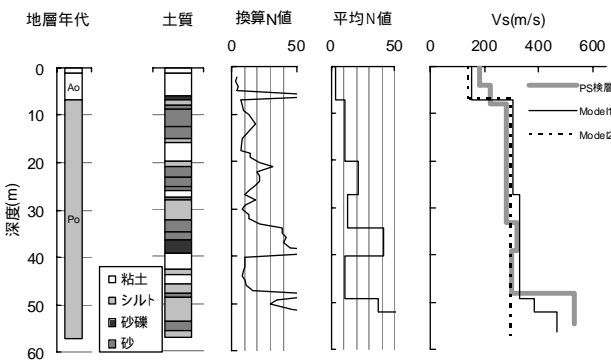 地層年代
土質
換算N値
平均N値
Vs(m/s)
0 50
0 50
0 200 400 600
0
10
20
30
40
50
60
深度(m)
Ao
Po
粘土
シルト
砂礫
砂
PS検層
Model1
Model2